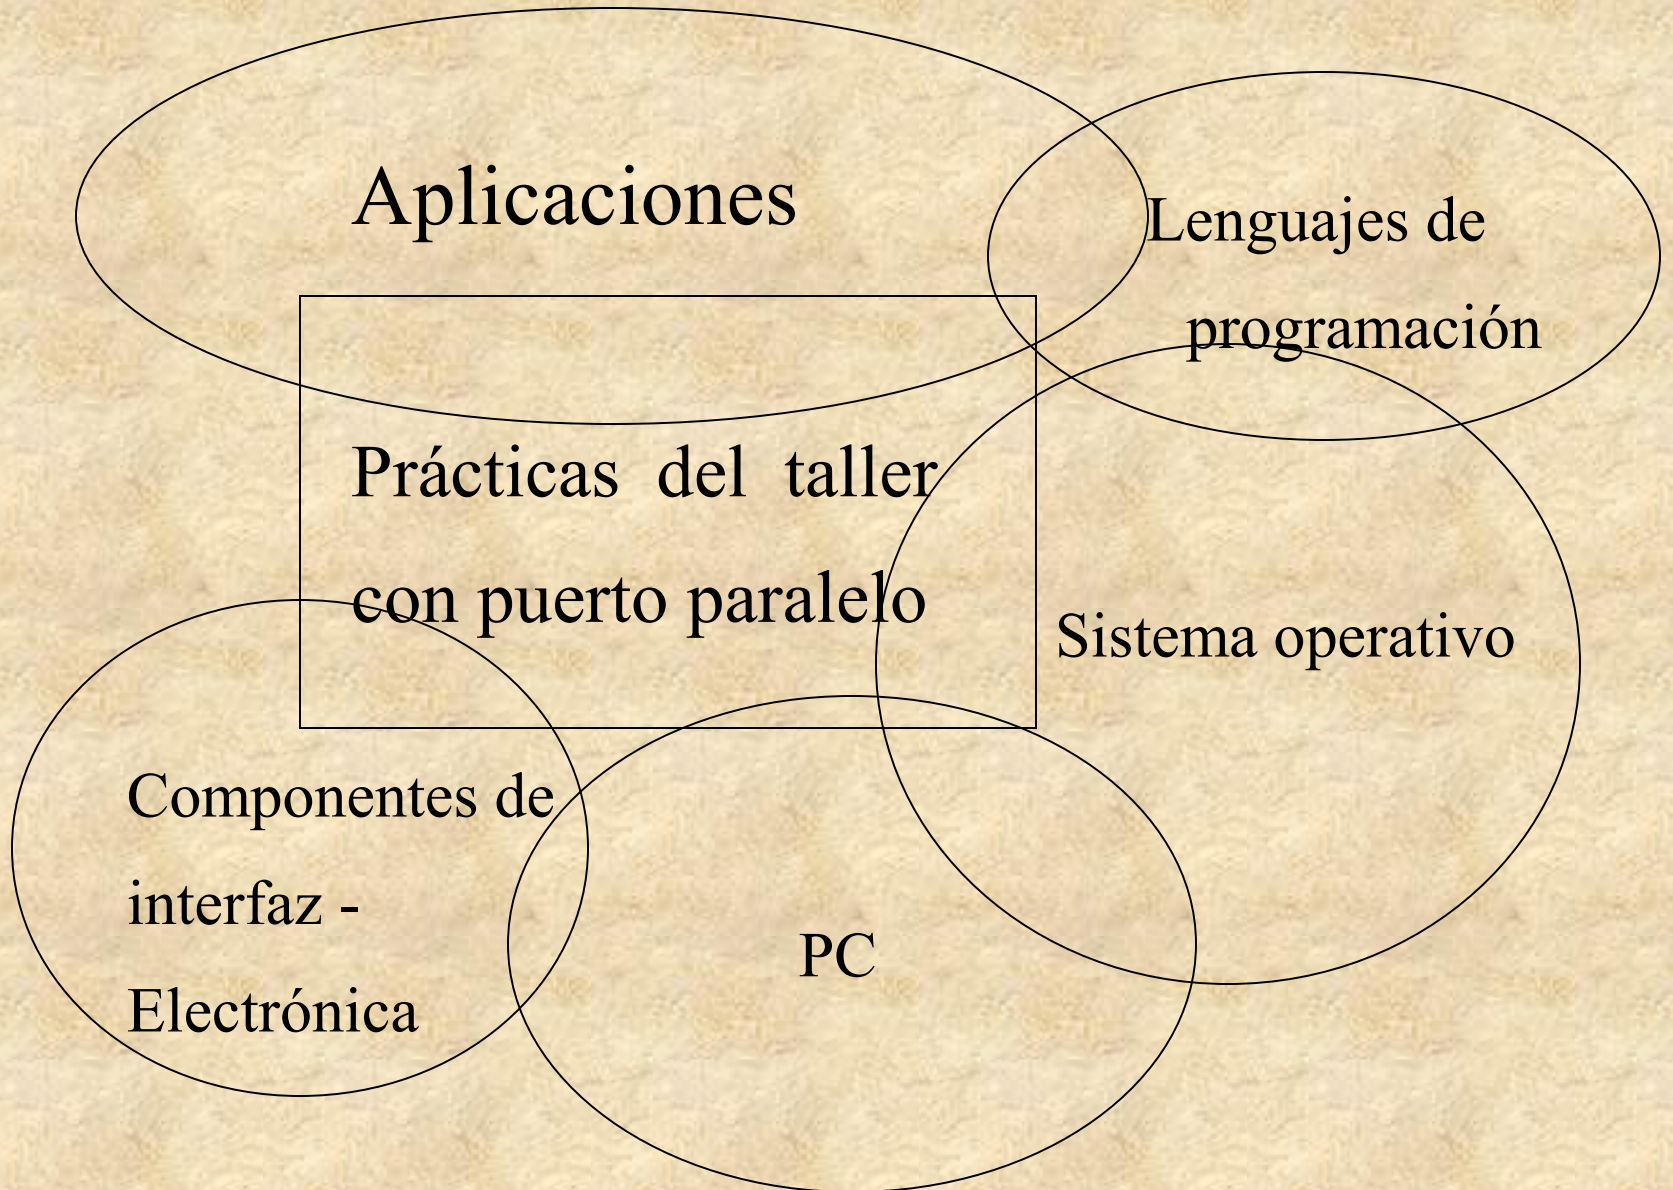 Aplicaciones
Lenguajes de
programación
Prácticas del taller
con puerto paralelo
Sistema operativo
Componentes de
interfaz -
Electrónica
PC